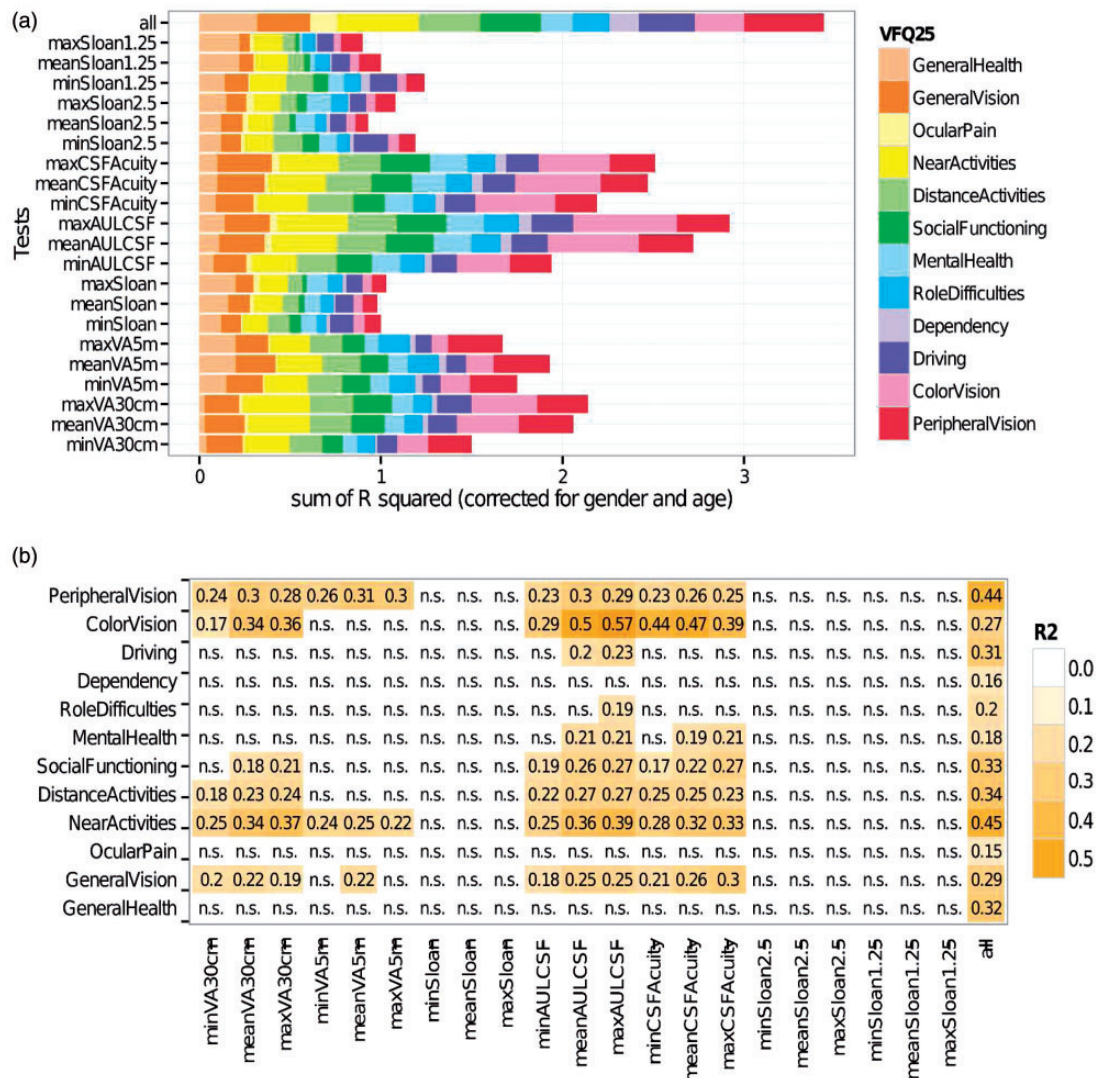 (a)
all
maxSloan1.25
meanSloan1.25
minSloan1.25
maxSloan2.5
meanSloan2.5
minSloan2.5
maxCSFAcuity
meanCSFAcuity
minCSFAcuity
maxAULCSF
meanAULCSF
minAULCSF
maxSloan
meanSloan
minSloan
maxVA5m
meanVA5m
minVA5m
maxVA30cm
meanVA30cm
minVA30cm
Tests
0 1 2 3
sum of R squared (corrected for gender and age)
VFQ25
GeneralHealth
GeneralVision
OcularPain
NearActivities
DistanceActivities
SocialFunctioning
MentalHealth
RoleDifficulties
Dependency
Driving
ColorVision
PeripheralVision
(b)
PeripheralVision 0.24 0.3 0.28 0.26 0.31 0.3 n.s. n.s. n.s. 0.23 0.3 0.29 0.23 0.26 0.25 n.s. n.s. n.s. n.s. n.s. n.s. 0.44
ColorVision 0.17 0.34 0.36 n.s. n.s. n.s. n.s. n.s. n.s. 0.29 0.5 0.57 0.44 0.47 0.39 n.s. n.s. n.s. n.s. n.s. n.s. 0.27
Driving n.s. n.s. n.s. n.s. n.s. n.s. n.s. n.s. n.s. n.s. 0.2 0.23 n.s. n.s. n.s. n.s. n.s. n.s. n.s. n.s. n.s. 0.31
Dependency n.s. n.s. n.s. n.s. n.s. n.s. n.s. n.s. n.s. n.s. n.s. n.s. n.s. n.s. n.s. n.s. n.s. n.s. n.s. n.s. n.s. 0.16
RoleDifficulties n.s. n.s. n.s. n.s. n.s. n.s. n.s. n.s. n.s. n.s. n.s. 0.19 n.s. n.s. n.s. n.s. n.s. n.s. n.s. n.s. n.s. 0.2
MentalHealth n.s. n.s. n.s. n.s. n.s. n.s. n.s. n.s. n.s. n.s. 0.21 0.21 n.s. 0.19 0.21 n.s. n.s. n.s. n.s. n.s. n.s. 0.18
SocialFunctioning n.s. 0.18 0.21 n.s. n.s. n.s. n.s. n.s. n.s. 0.19 0.26 0.27 0.17 0.22 0.27 n.s. n.s. n.s. n.s. n.s. n.s. 0.33
DistanceActivities 0.18 0.23 0.24 n.s. n.s. n.s. n.s. n.s. n.s. 0.22 0.27 0.27 0.25 0.25 0.23 n.s. n.s. n.s. n.s. n.s. n.s. 0.34
NearActivities 0.25 0.34 0.37 0.24 0.25 0.22 n.s. n.s. n.s. 0.25 0.36 0.39 0.28 0.32 0.33 n.s. n.s. n.s. n.s. n.s. n.s. 0.45
OcularPain n.s. n.s. n.s. n.s. n.s. n.s. n.s. n.s. n.s. n.s. n.s. n.s. n.s. n.s. n.s. n.s. n.s. n.s. n.s. n.s. n.s. 0.15
GeneralVision 0.2 0.22 0.19 n.s. 0.22 n.s. n.s. n.s. n.s. 0.18 0.25 0.25 0.21 0.26 0.3 n.s. n.s. n.s. n.s. n.s. n.s. 0.29
GeneralHealth n.s. n.s. n.s. n.s. n.s. n.s. n.s. n.s. n.s. n.s. n.s. n.s. n.s. n.s. n.s. n.s. n.s. n.s. n.s. n.s. n.s. 0.32
minVA30cm
meanVA30cm
maxVA30cm
minVA5m
meanVA5m
maxVA5m
minSloan
meanSloan
maxSloan
minAULCSF
meanAULCSF
maxAULCSF
minCSFAcuity
meanCSFAcuity
maxCSFAcuity
minSloan2.5
meanSloan2.5
maxSloan2.5
minSloan1.25
meanSloan1.25
maxSloan1.25
all
R2
0.0
0.1
0.2
0.3
0.4
0.5